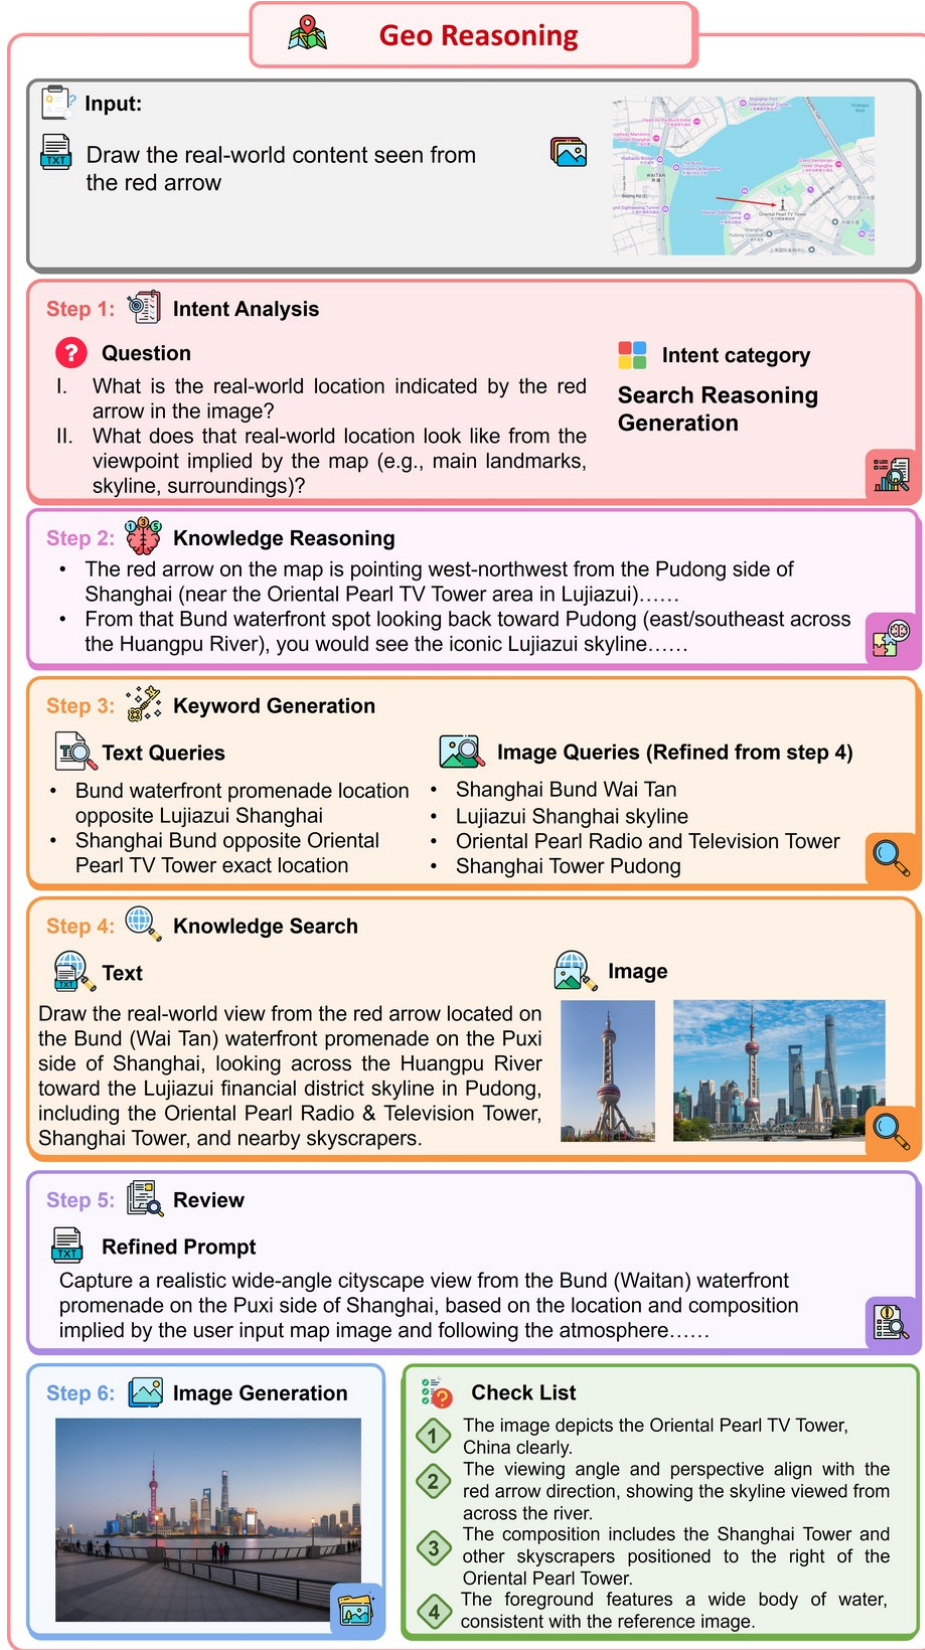 Geo Reasoning
Input:
TXT
Draw the real-world content seen from
the red arrow
WAITAN
Oriental Pearl TV Tower
Step 1:
Intent Analysis
Question
I. What is the real-world location indicated by the red
arrow in the image?
II. What does that real-world location look like from the
viewpoint implied by the map (e.g., main landmarks,
skyline, surroundings)?
Intent category
Search Reasoning
Generation
Step 2:
Knowledge Reasoning
• The red arrow on the map is pointing west-northwest from the Pudong side of
Shanghai (near the Oriental Pearl TV Tower area in Lujiazui)......
• From that Bund waterfront spot looking back toward Pudong (east/southeast across
the Huangpu River), you would see the iconic Lujiazui skyline......
Step 3:
Keyword Generation
Text Queries
• Bund waterfront promenade location
opposite Lujiazui Shanghai
• Shanghai Bund opposite Oriental
Pearl TV Tower exact location
Image Queries (Refined from step 4)
• Shanghai Bund Wai Tan
• Lujiazui Shanghai skyline
• Oriental Pearl Radio and Television Tower
• Shanghai Tower Pudong
Step 4:
Knowledge Search
TXT
Text
Draw the real-world view from the red arrow located on
the Bund (Wai Tan) waterfront promenade on the Puxi
side of Shanghai, looking across the Huangpu River
toward the Lujiazui financial district skyline in Pudong,
including the Oriental Pearl Radio & Television Tower,
Shanghai Tower, and nearby skyscrapers.
Image
Step 5:
Review
TXT
Refined Prompt
Capture a realistic wide-angle cityscape view from the Bund (Waitan) waterfront
promenade on the Puxi side of Shanghai, based on the location and composition
implied by the user input map image and following the atmosphere......
Step 6:
Image Generation
Check List
1 The image depicts the Oriental Pearl TV Tower,
China clearly.
2 The viewing angle and perspective align with the
red arrow direction, showing the skyline viewed from
across the river.
3 The composition includes the Shanghai Tower and
other skyscrapers positioned to the right of the
Oriental Pearl Tower.
4 The foreground features a wide body of water,
consistent with the reference image.